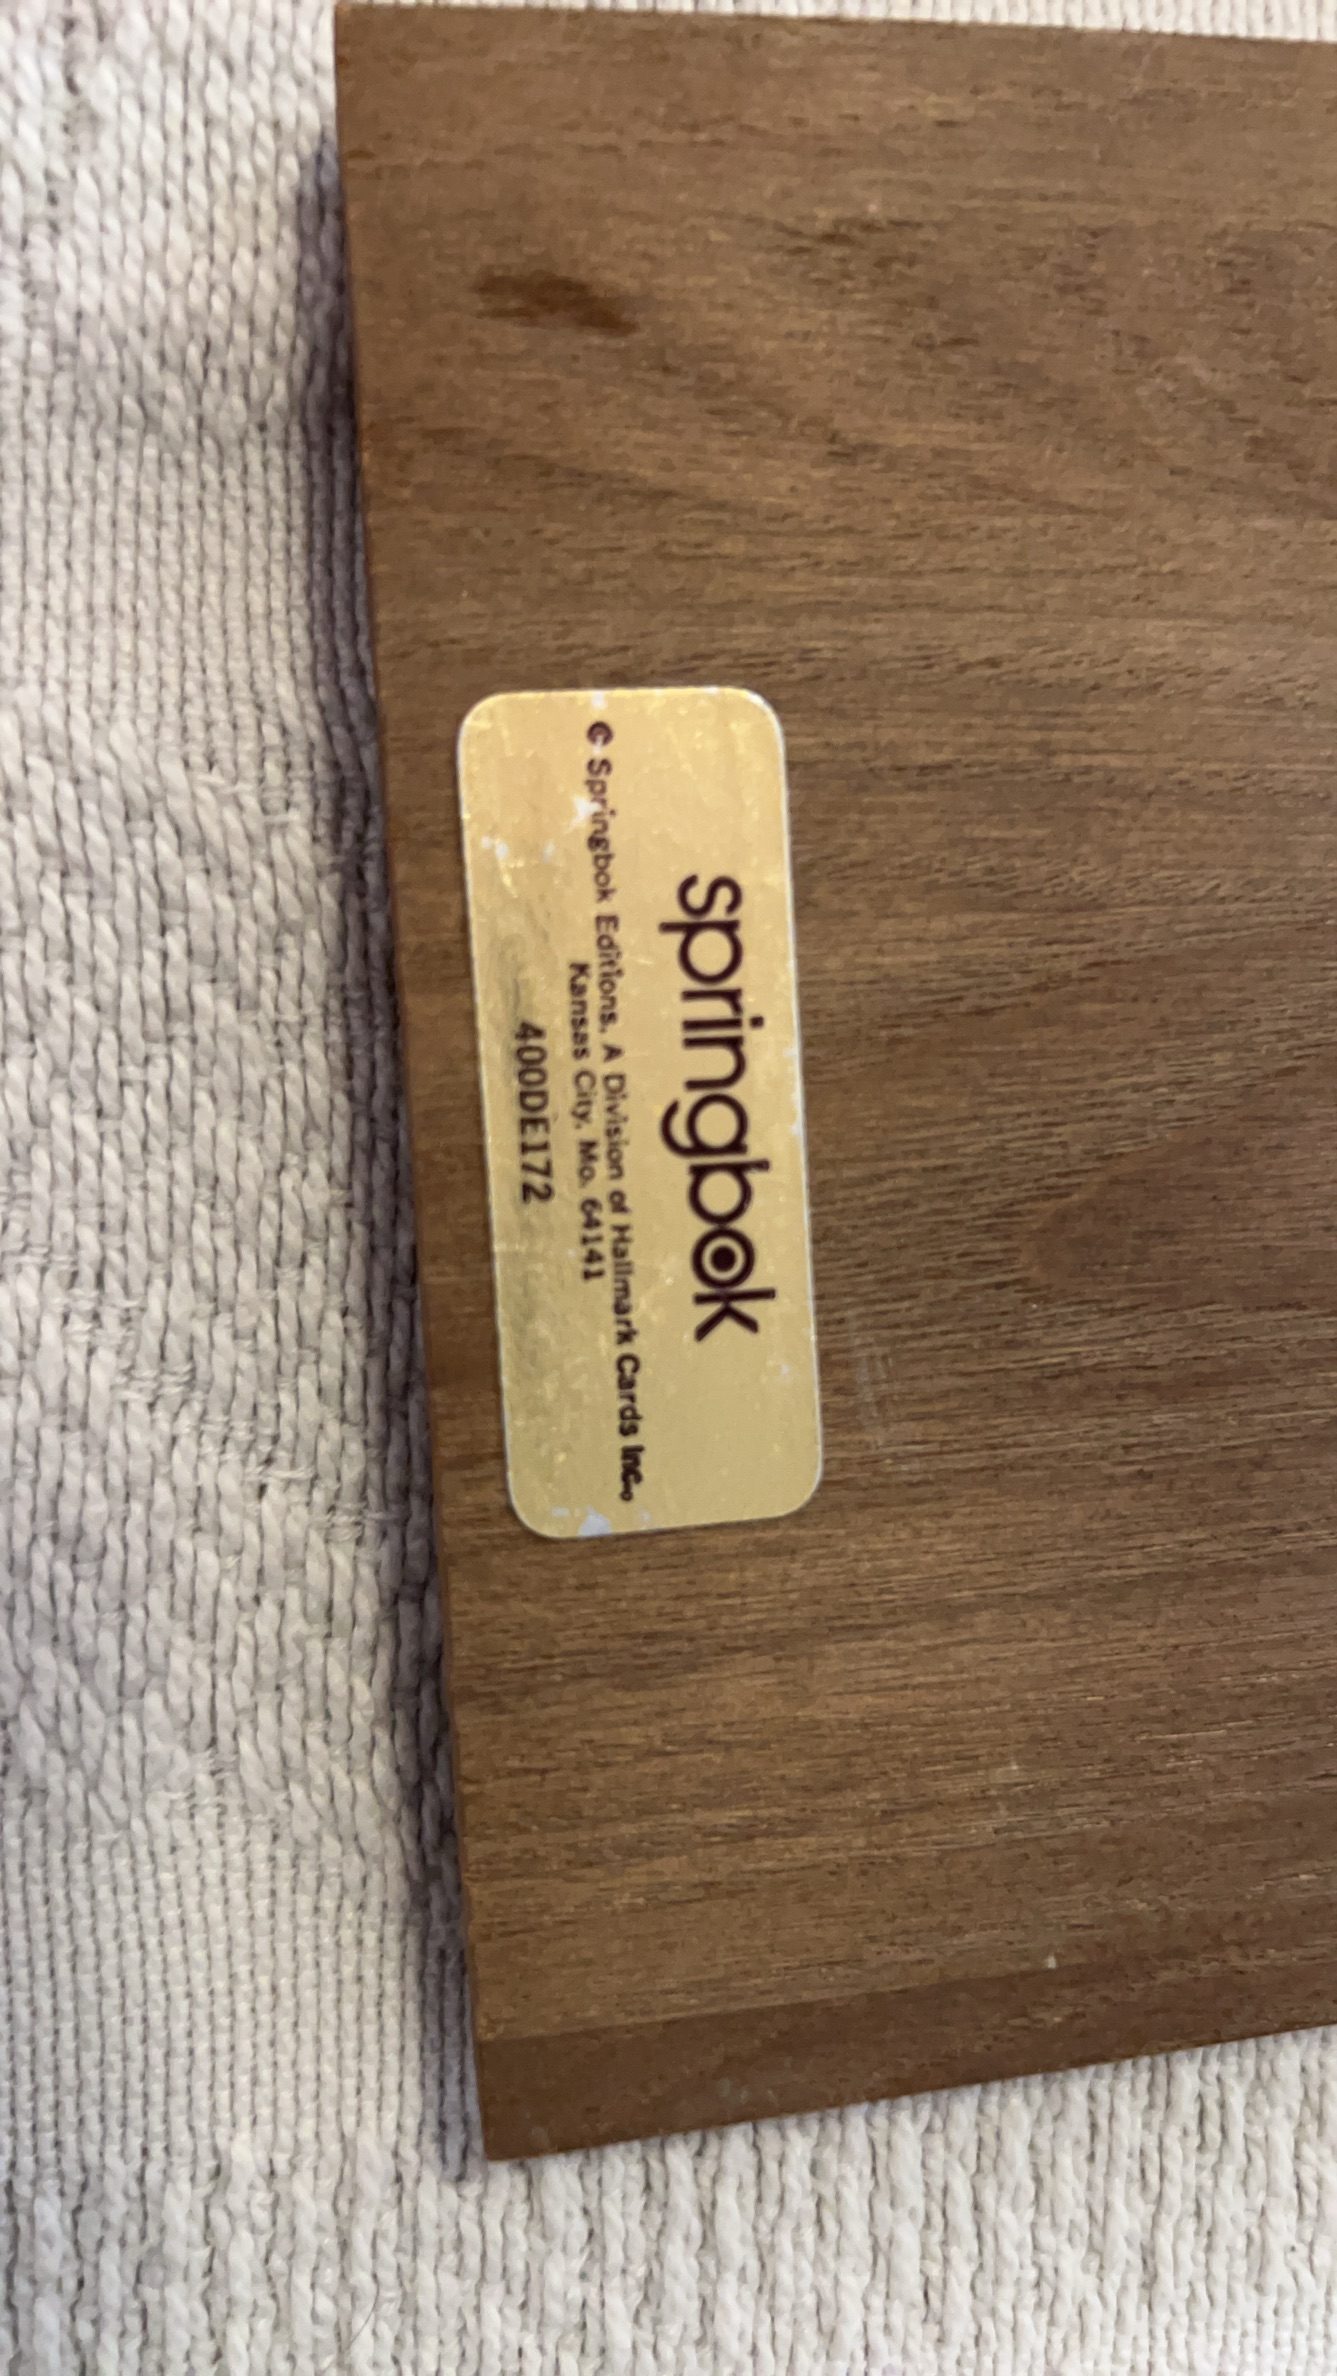 springbok
© Springbok Editions, A Division of Hallmark Cards Inc.,
Kansas City, Mo. 64141
400DE172